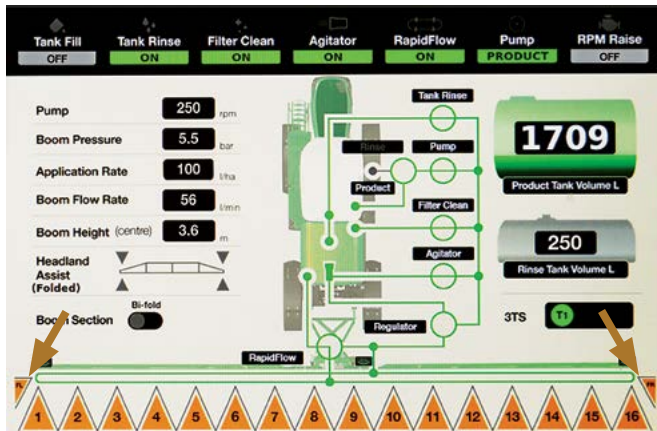 Tank Fill
OFF
Tank Rinse
ON
Filter Clean
ON
Agitator
ON
RapidFlow
ON
Pump
PRODUCT
RPM Raise
OFF
Pump 250 rpm
Boom Pressure 5.5 bar
Application Rate 100 l/ha
Boom Flow Rate 56 l/min
Boom Height (centre) 3.6 m
Headland
Assist
(Folded)
Bi-fold
Boom Section
Tank Rinse
Rinse
Pump
Product
Filter Clean
Agitator
Regulator
RapidFlow
1709
Product Tank Volume L
250
Rinse Tank Volume L
3TS T1
FL 1 2 3 4 5 6 7 8 9 10 11 12 13 14 15 16 FR